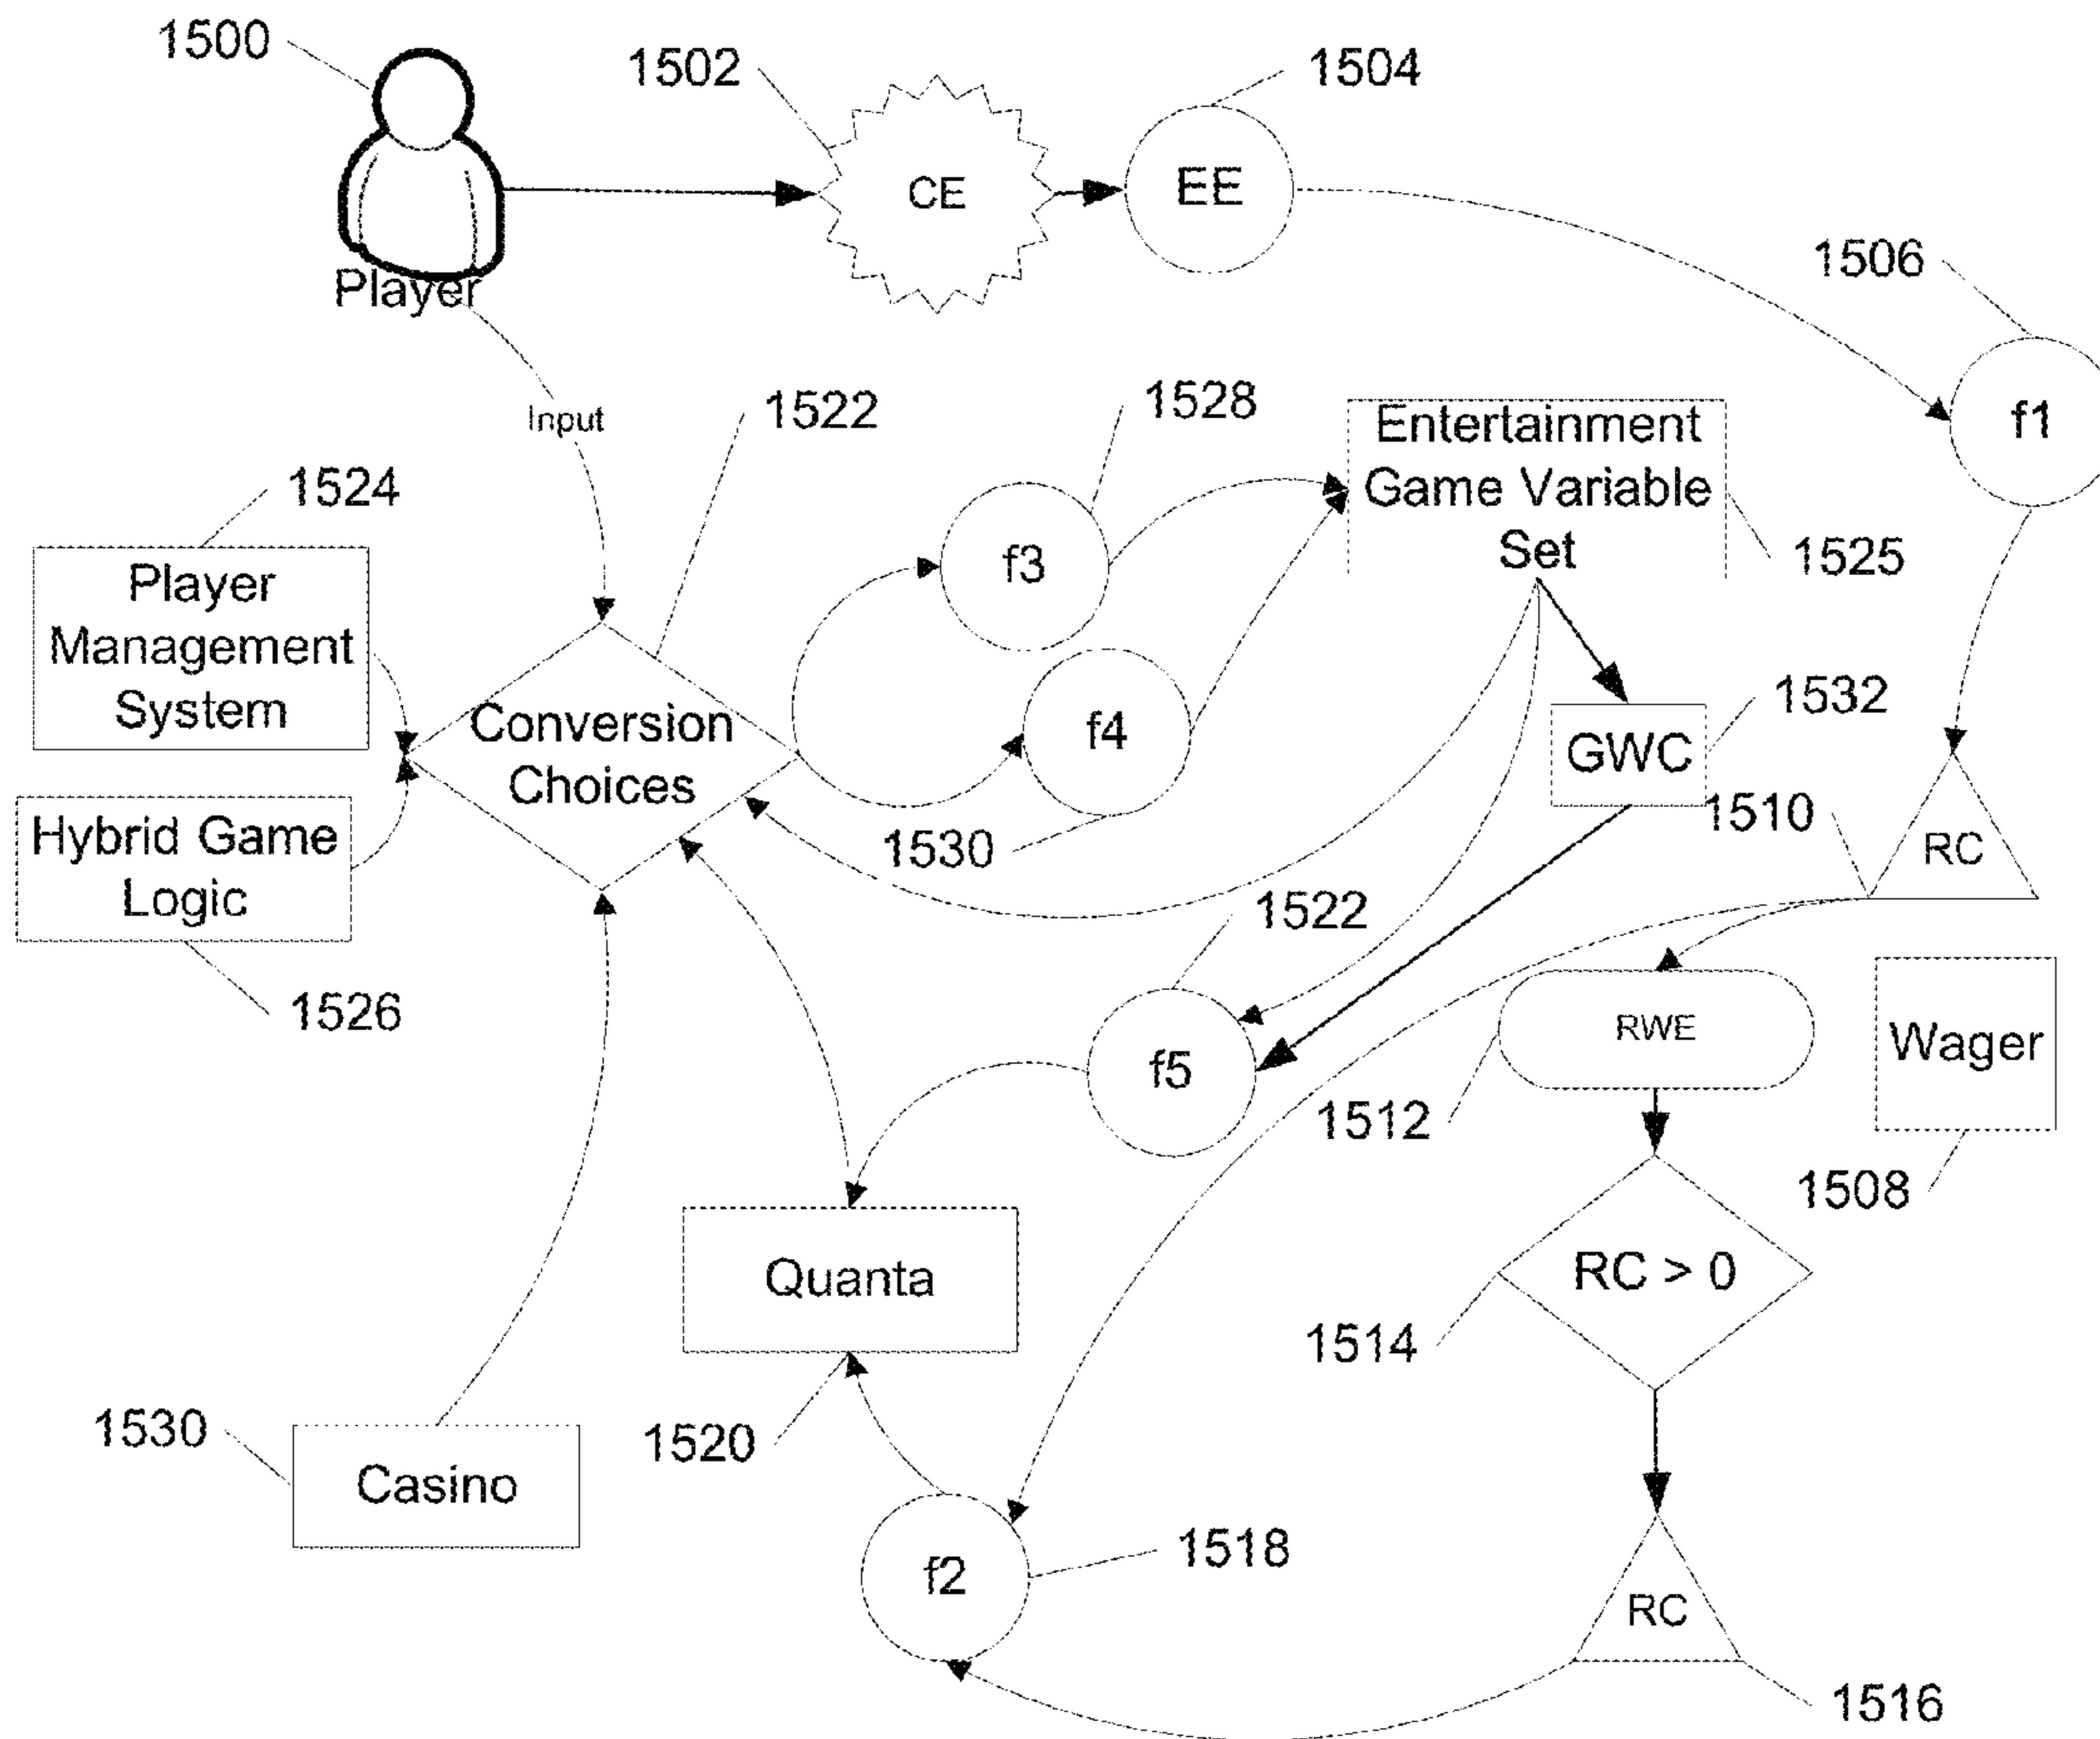 1500
1502
1504
CE
EE
1506
Player
f1
Input
1522
1528
Entertainment
Game Variable
Set
1524
f3
1525
Player
Management
System
1532
f4
Conversion
Choices
GWC
1510
Hybrid Game
Logic
1530
RC
1522
1526
RWE
Wager
f5
1512
1508
Quanta
RC > 0
1514
1530
1520
Casino
1518
f2
RC
1516